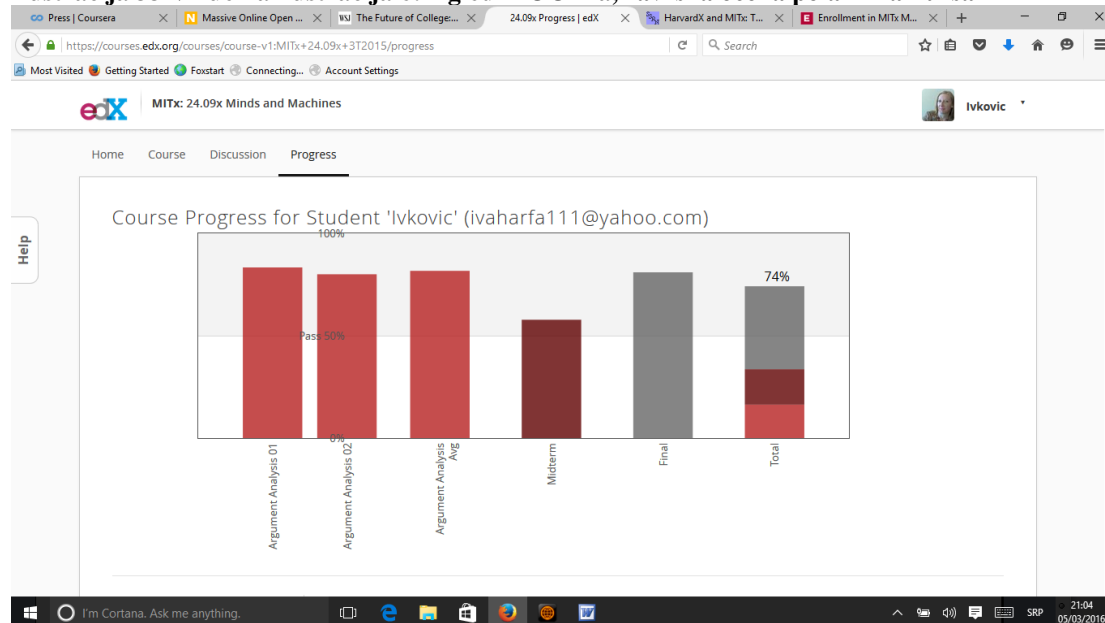 Press | Coursera
Massive Online Open ...
WSJ The Future of College:...
24.09x Progress | edX
HarvardX and MITx: T...
E Enrollment in MITx M...
https://courses.edx.org/courses/course-v1:MITx+24.09x+3T2015/progress
Search
Most Visited Getting Started Foxstart Connecting... Account Settings
edX MITx: 24.09x Minds and Machines Ivkovic
Home Course Discussion Progress
Help
Course Progress for Student 'Ivkovic' (ivaharfa111@yahoo.com)
100%
74%
Pass 50%
0%
Argument Analysis 01
Argument Analysis 02
Argument Analysis
Avg
Midterm
Final
Total
I'm Cortana. Ask me anything.
SRP
21:04
05/03/2016